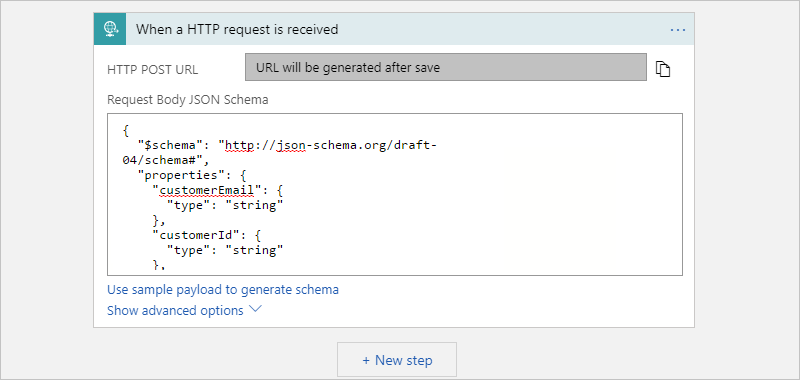 When a HTTP request is received
HTTP POST URL
URL will be generated after save
Request Body JSON Schema
{
"$schema": "http://json-schema.org/draft-
04/schema#",
"properties": {
"customerEmail": {
"type": "string"
},
"customerId": {
"type": "string"
},
Use sample payload to generate schema
Show advanced options
+ New step